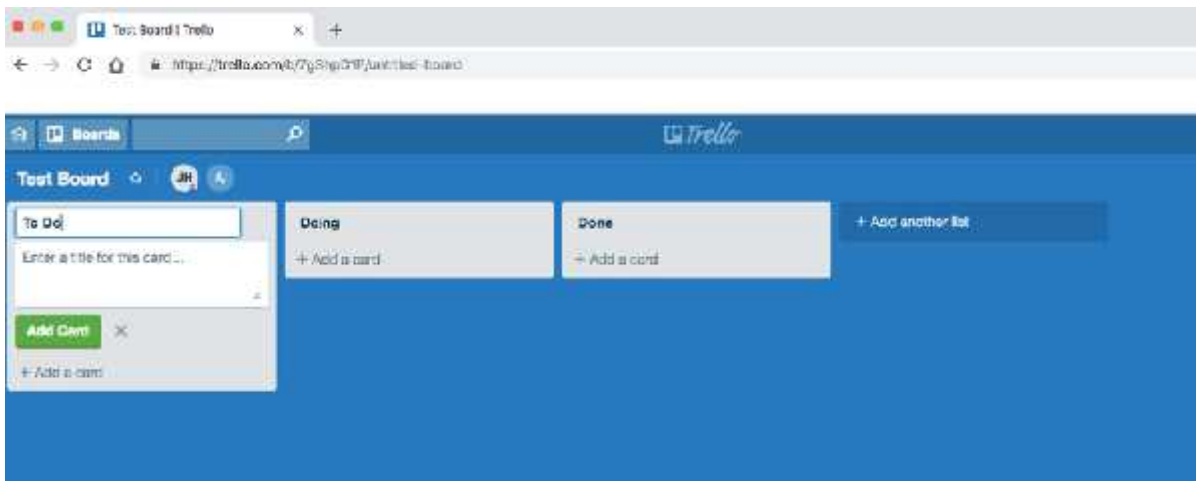 Test Board | Trello
Boards
Trello
Test Board
JH
To Do
Enter a title for this card...
Add Card
+ Add a card
Doing
+ Add a card
Done
+ Add a card
+ Add another list